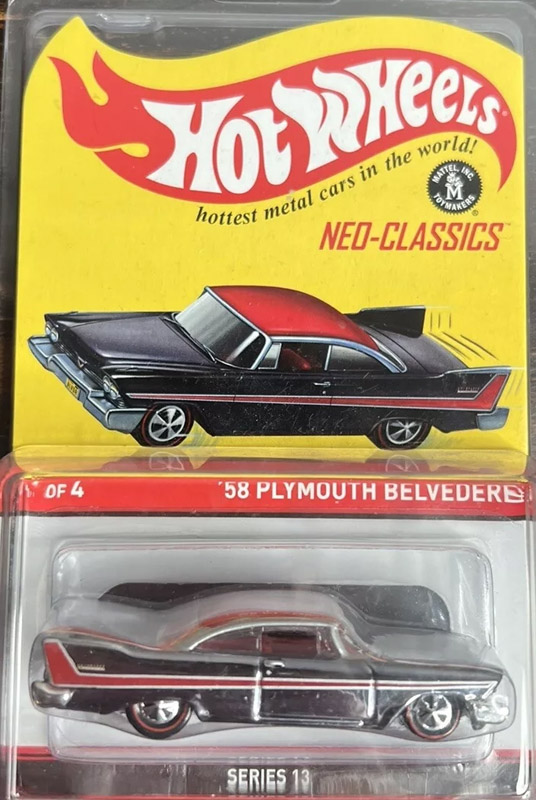 HOT WHEELS
hottest metal cars in the world!
MATTEL, INC.
M
TOYMAKERS
NEO-CLASSICS™
OF 4
'58 PLYMOUTH BELVEDERE
SERIES 13